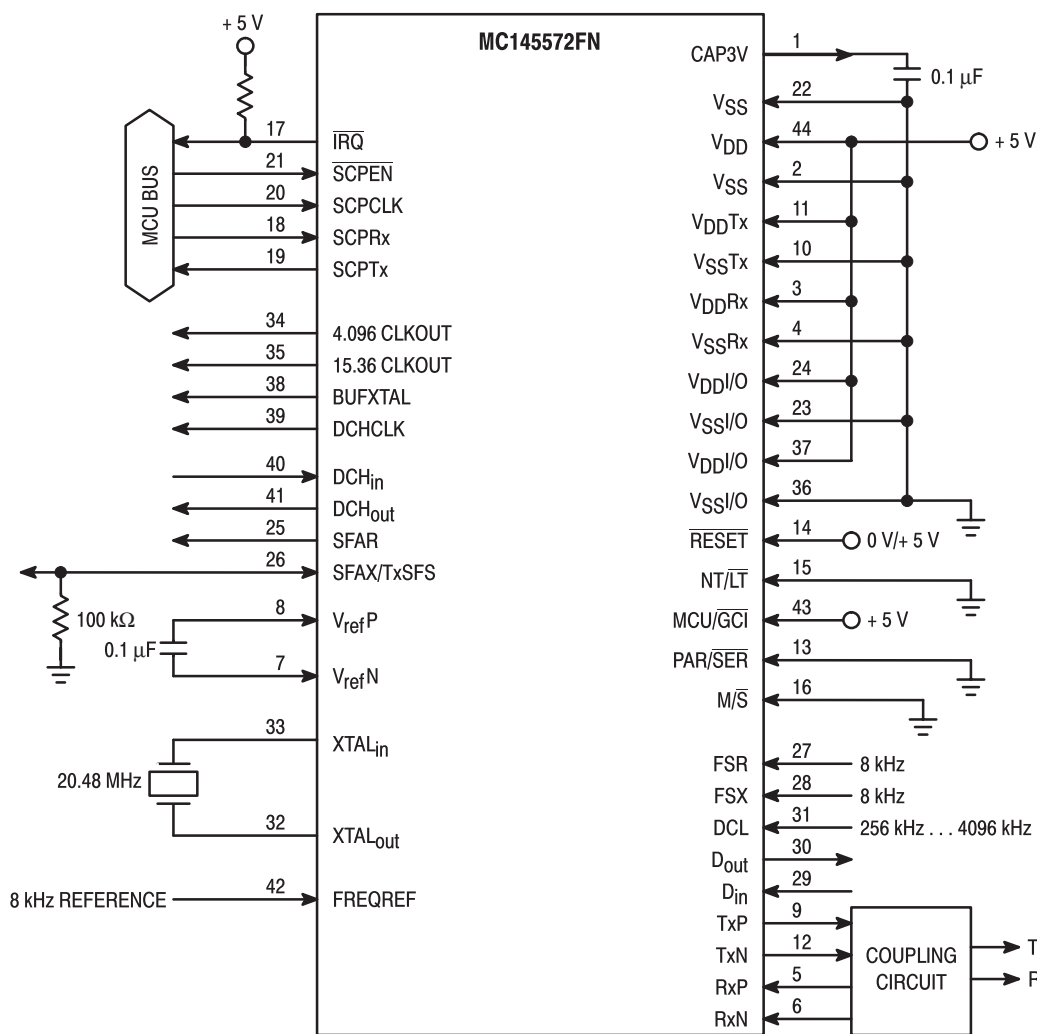 MC145572FN
+ 5 V
MCU BUS
17 IRQ
21 SCPEN
20 SCPCLK
18 SCPRx
19 SCPTx
34 4.096 CLKOUT
35 15.36 CLKOUT
38 BUFXTAL
39 DCHCLK
40 DCHin
41 DCHout
25 SFAR
26 SFAX/TxSFS
100 kΩ
8 VrefP
0.1 µF
7 VrefN
33 XTALin
20.48 MHz
32 XTALout
8 kHz REFERENCE 42 FREQREF
CAP3V 1
0.1 µF
VSS 22
VDD 44 + 5 V
VSS 2
VDDTx 11
VSSTx 10
VDDRx 3
VSSRx 4
VDDI/O 24
VSSI/O 23
VDDI/O 37
VSSI/O 36
RESET 14 0 V/+ 5 V
NT/LT 15
MCU/GCI 43 + 5 V
PAR/SER 13
M/S 16
FSR 27 8 kHz
FSX 28 8 kHz
DCL 31 256 kHz . . . 4096 kHz
Dout 30
Din 29
TxP 9
TxN 12
RxP 5
RxN 6
COUPLING
CIRCUIT
T